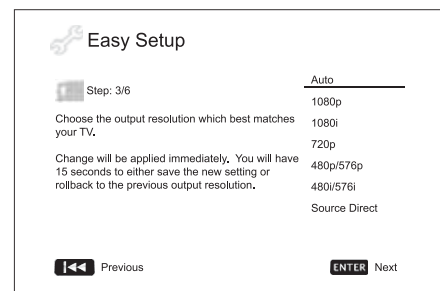 Easy Setup
Step: 3/6
Choose the output resolution which best matches
your TV.
Change will be applied immediately. You will have
15 seconds to either save the new setting or
rollback to the previous output resolution.
Auto
1080p
1080i
720p
480p/576p
480i/576i
Source Direct
Previous
ENTER Next